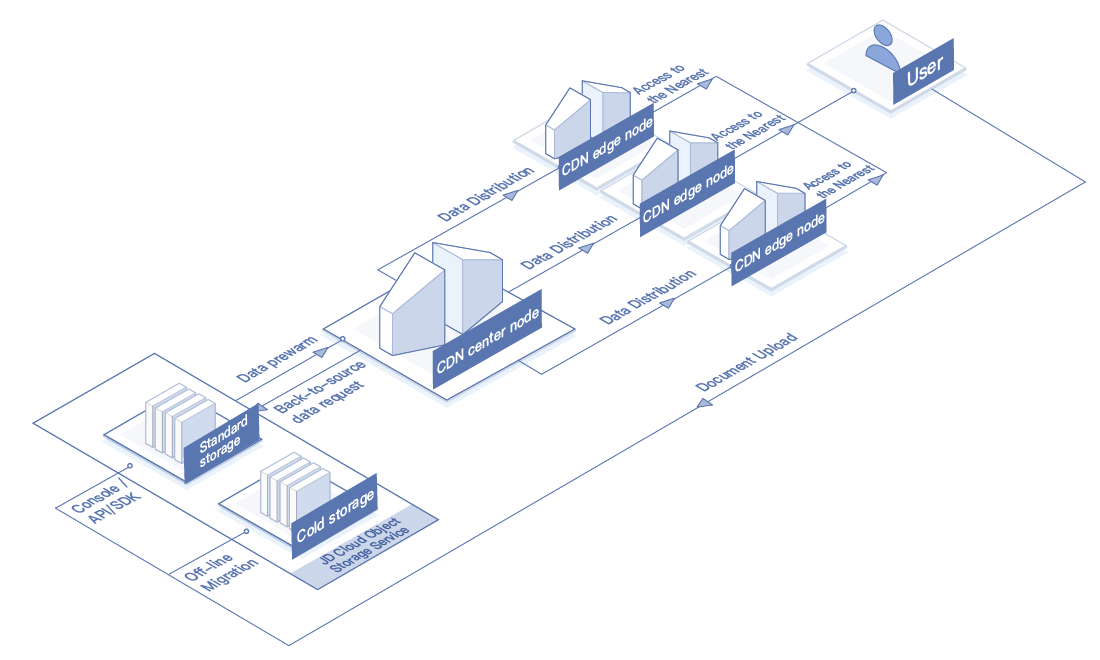 User
Access to
the Nearest
CDN edge node
Access to
the Nearest
CDN edge node
Access to
the Nearest
CDN edge node
Data Distribution
Data Distribution
Data Distribution
CDN center node
Data prewarm
Back-to-source
data request
Document Upload
Standard
storage
Cold storage
Console /
API/SDK
Off-line
Migration
JD Cloud Object
Storage Service